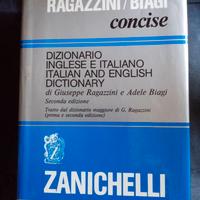 RAGAZZINI/BIAGI
concise
DIZIONARIO
INGLESE E ITALIANO
ITALIAN AND ENGLISH
DICTIONARY
di Giuseppe Ragazzini e Adele Biagi
Seconda edizione
Tratto dal dizionario maggiore di G. Ragazzini
(prima e seconda edizione)
ZANICHELLI